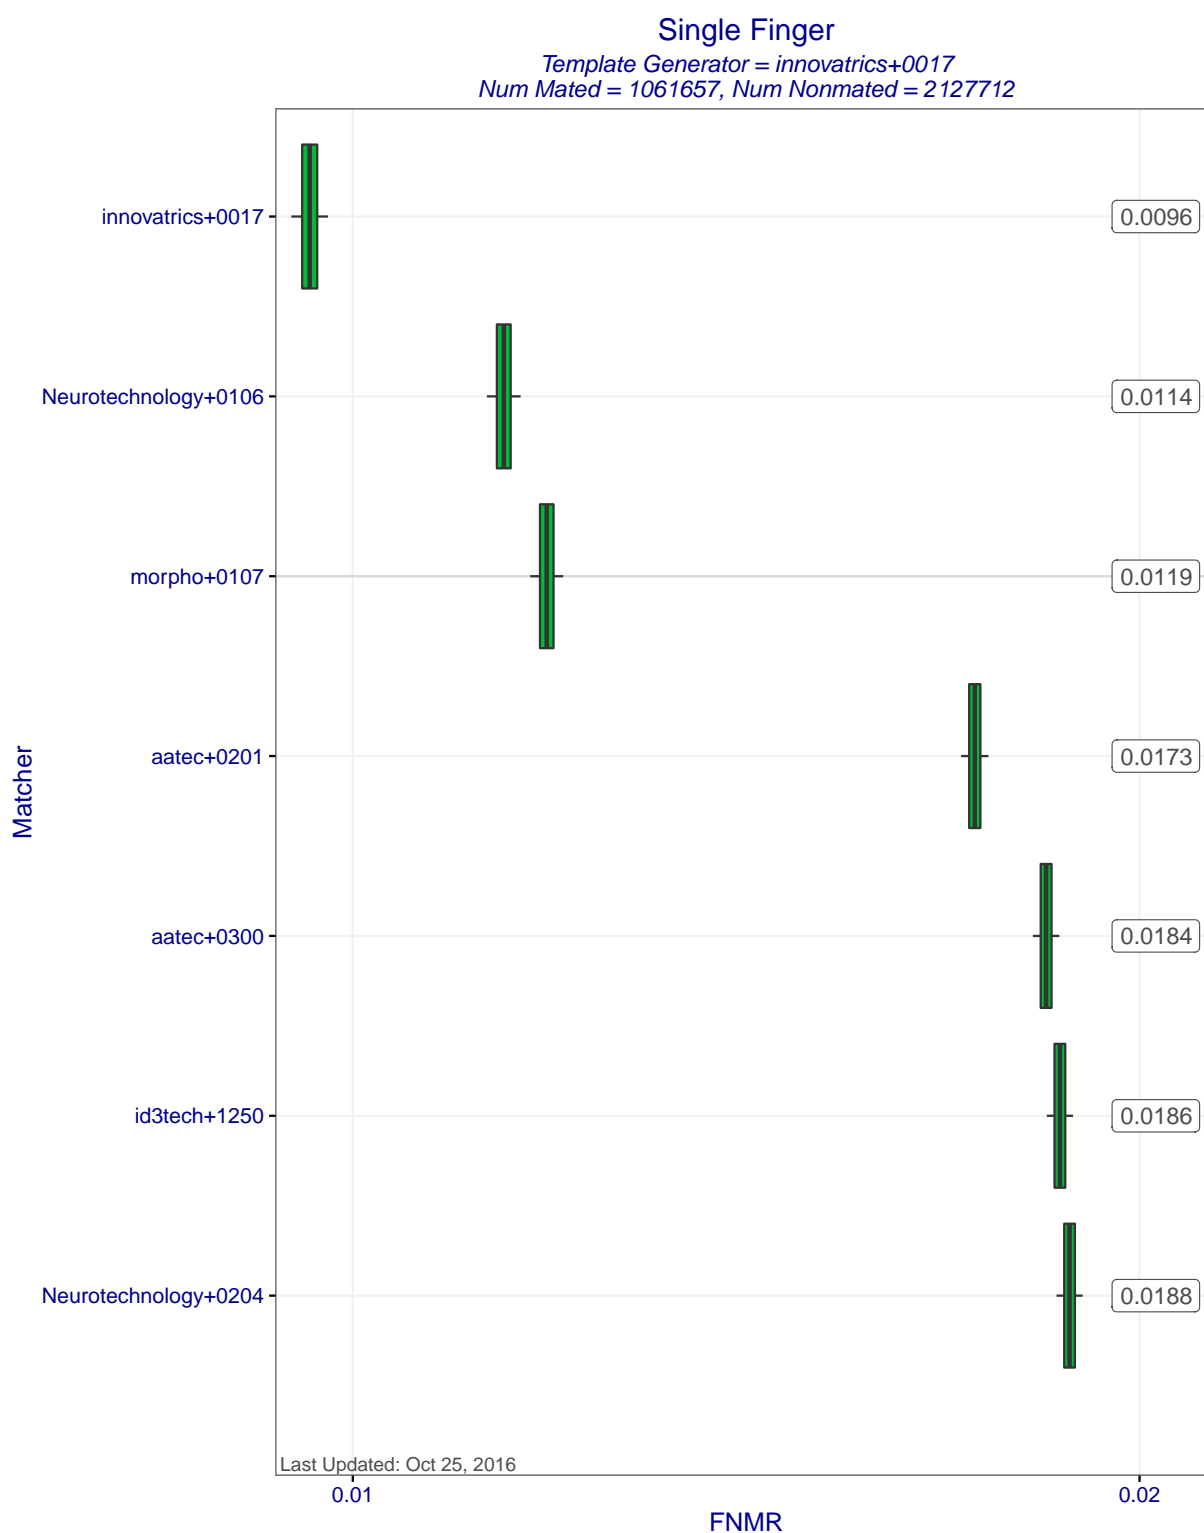 Single Finger
Template Generator = innovatrics+0017
Num Mated = 1061657, Num Nonmated = 2127712
innovatrics+0017
0.0096
Neurotechnology+0106
0.0114
morpho+0107
0.0119
aatec+0201
0.0173
Matcher
aatec+0300
0.0184
id3tech+1250
0.0186
Neurotechnology+0204
0.0188
Last Updated: Oct 25, 2016
0.01
0.02
FNMR